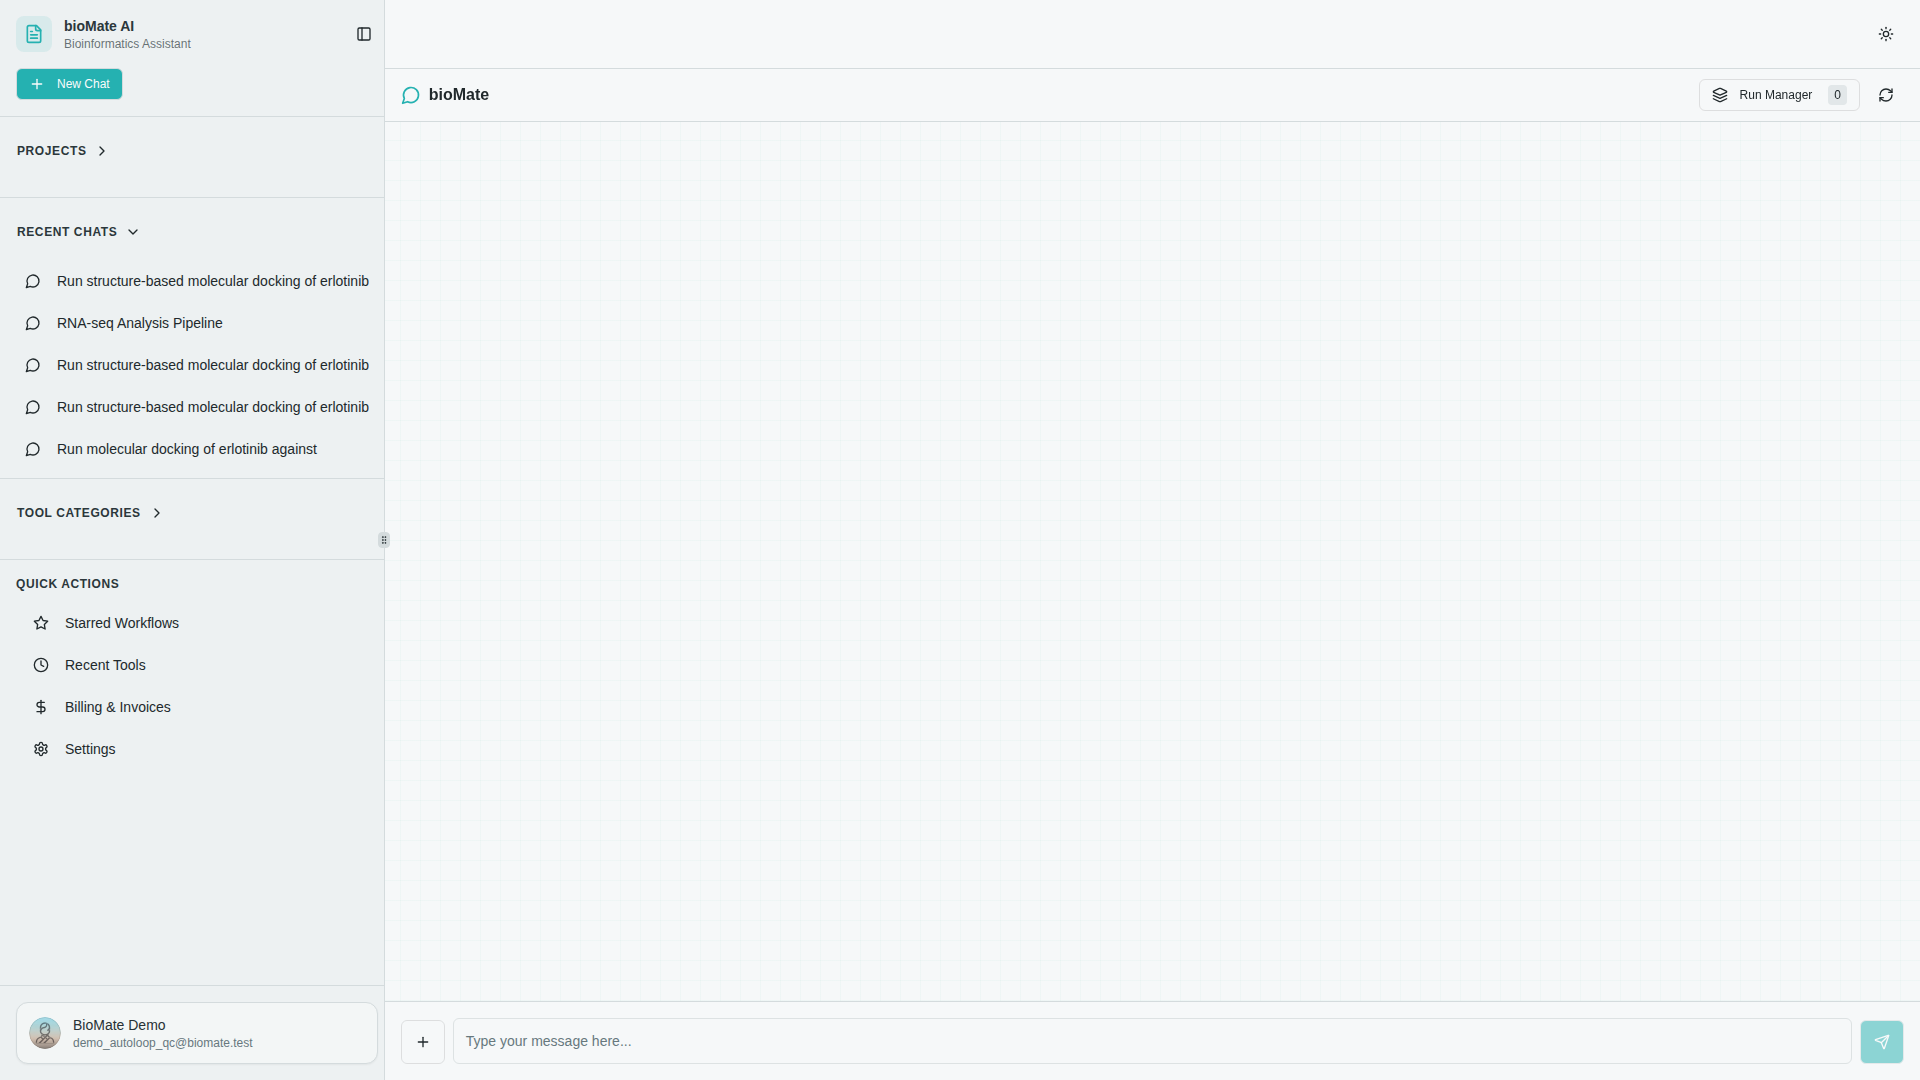 bioMate AI
Bioinformatics Assistant
New Chat
PROJECTS
RECENT CHATS
Run structure-based molecular docking of erlotinib
RNA-seq Analysis Pipeline
Run structure-based molecular docking of erlotinib
Run structure-based molecular docking of erlotinib
Run molecular docking of erlotinib against
TOOL CATEGORIES
QUICK ACTIONS
Starred Workflows
Recent Tools
Billing & Invoices
Settings
BioMate Demo
demo_autoloop_qc@biomate.test
bioMate
Run Manager 0
Type your message here...